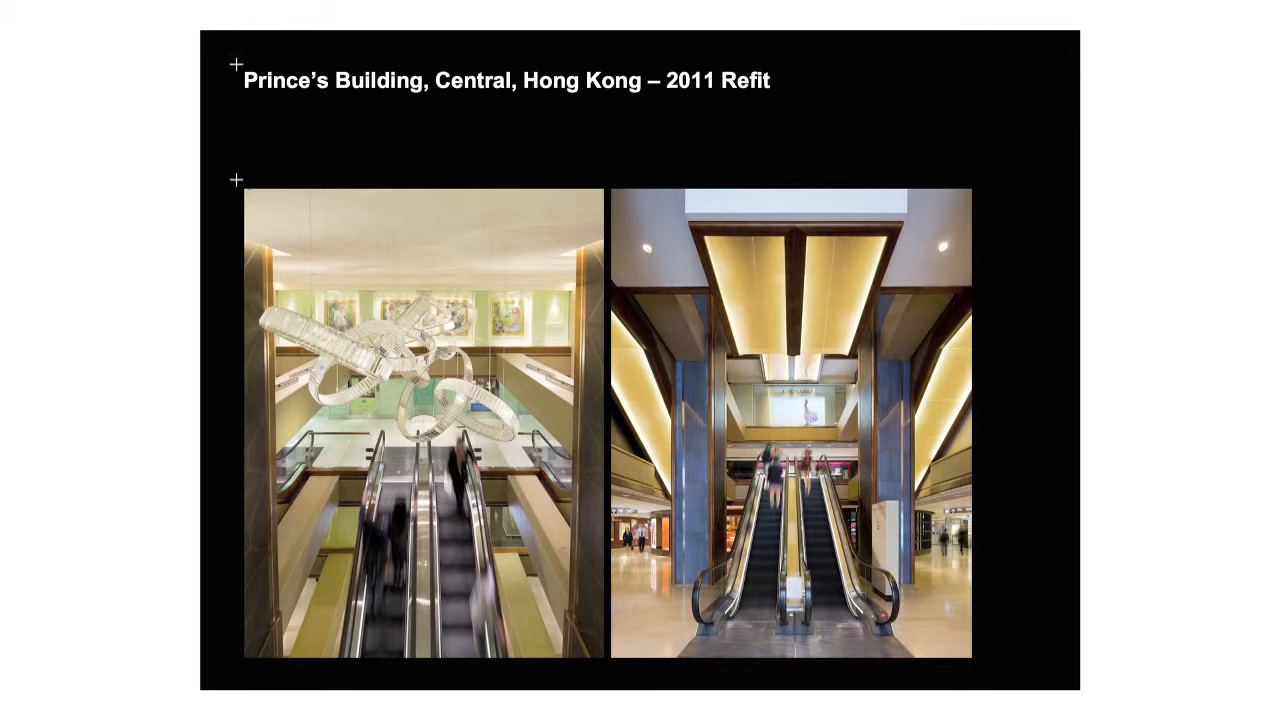 Prince’s Building, Central, Hong Kong – 2011 Refit